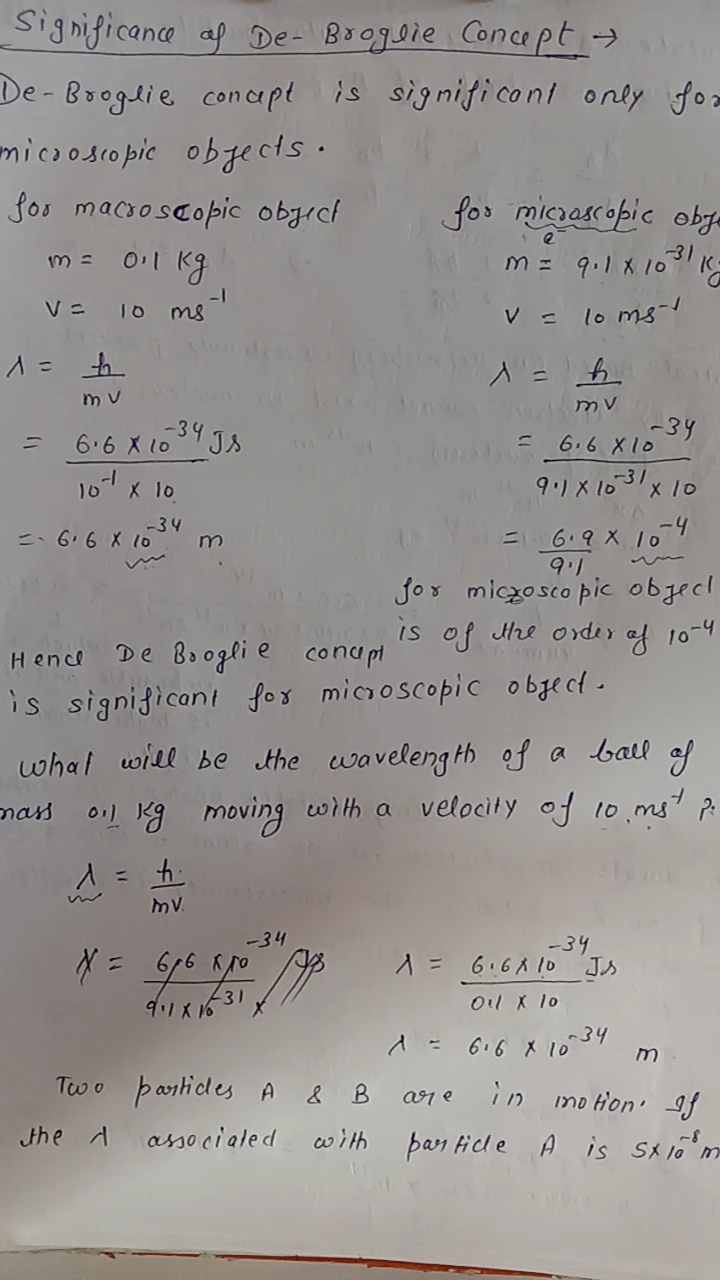 Significance of De-Broglie Concept →
De-Broglie concept is significant only for
microscopic objects.
for macroscopic object
m = 0.1 Kg
v = 10 ms⁻¹
λ = h/mv
= 6.6 × 10⁻³⁴ Js / 10⁻¹ × 10
= 6.6 × 10⁻³⁴ m
for microscopic obje
e⁻
m = 9.1 × 10⁻³¹ Kg
v = 10 ms⁻¹
λ = h/mv
= 6.6 × 10⁻³⁴ / 9.1 × 10⁻³¹ × 10
= 6.9/9.1 × 10⁻⁴
for microscopic object
is of the order of 10⁻⁴
Hence De Broglie concept
is significant for microscopic object.
What will be the wavelength of a ball of
mass 0.1 Kg moving with a velocity of 10 ms⁻¹ ?
λ = h/mv
λ = 6.6 × 10⁻³⁴ Js / 9.1 × 10⁻³¹ ×
λ = 6.6 × 10⁻³⁴ Js / 0.1 × 10
λ = 6.6 × 10⁻³⁴ m
Two particles A & B are in motion. If
the λ associated with particle A is 5×10⁻⁸ m